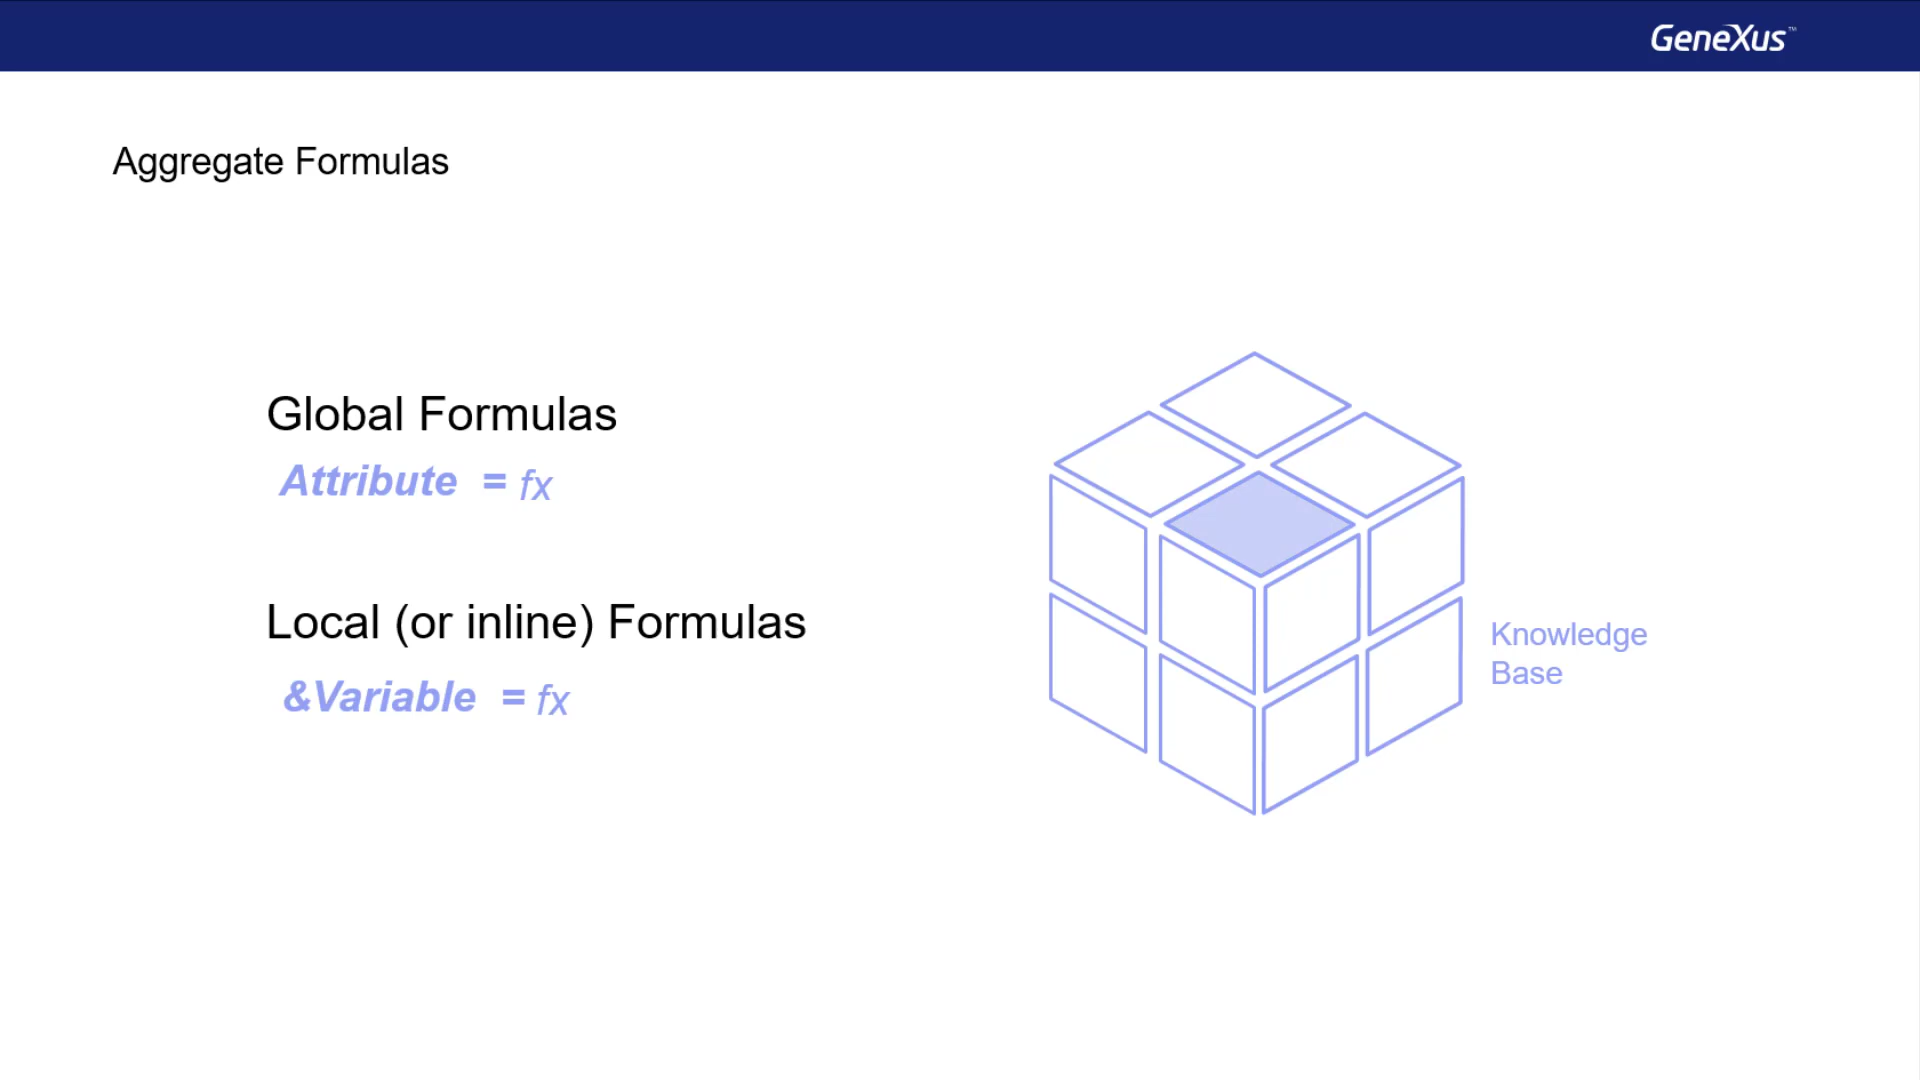 GeneXus™
Aggregate Formulas
Global Formulas
Attribute = fx
Local (or inline) Formulas
&Variable = fx
Knowledge
Base